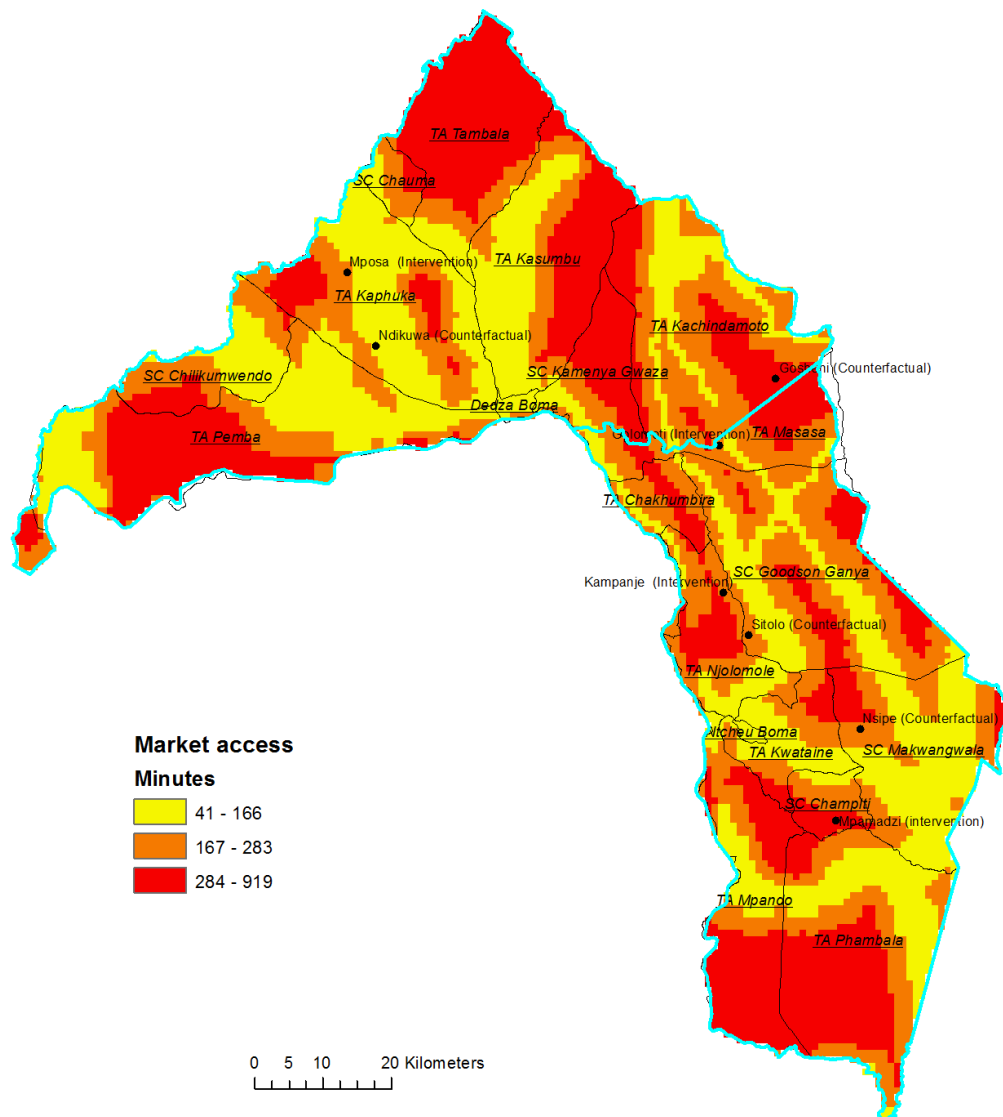 TA Tambala
SC Chauma
TA Kasumbu
Mposa (Intervention)
TA Kaphuka
TA Kachindamoto
Ndikuwa (Counterfactual)
SC Chilikumwendo
SC Kamenya Gwaza
(Counterfactual)
Dedza Boma
TA Pemba
(Intervention)
TA Masasa
TA Chakhumbira
SC Goodson Ganya
Kampanje (Intervention)
Sitolo (Counterfactual)
TA Njolomole
Nsipe (Counterfactual)
Ntcheu Boma
TA Kwataine
SC Makwangwala
Market access
Minutes
41 - 166
167 - 283
284 - 919
SC Champiti
Mpamadzi (intervention)
TA Mpando
TA Phambala
0 5 10 20 Kilometers